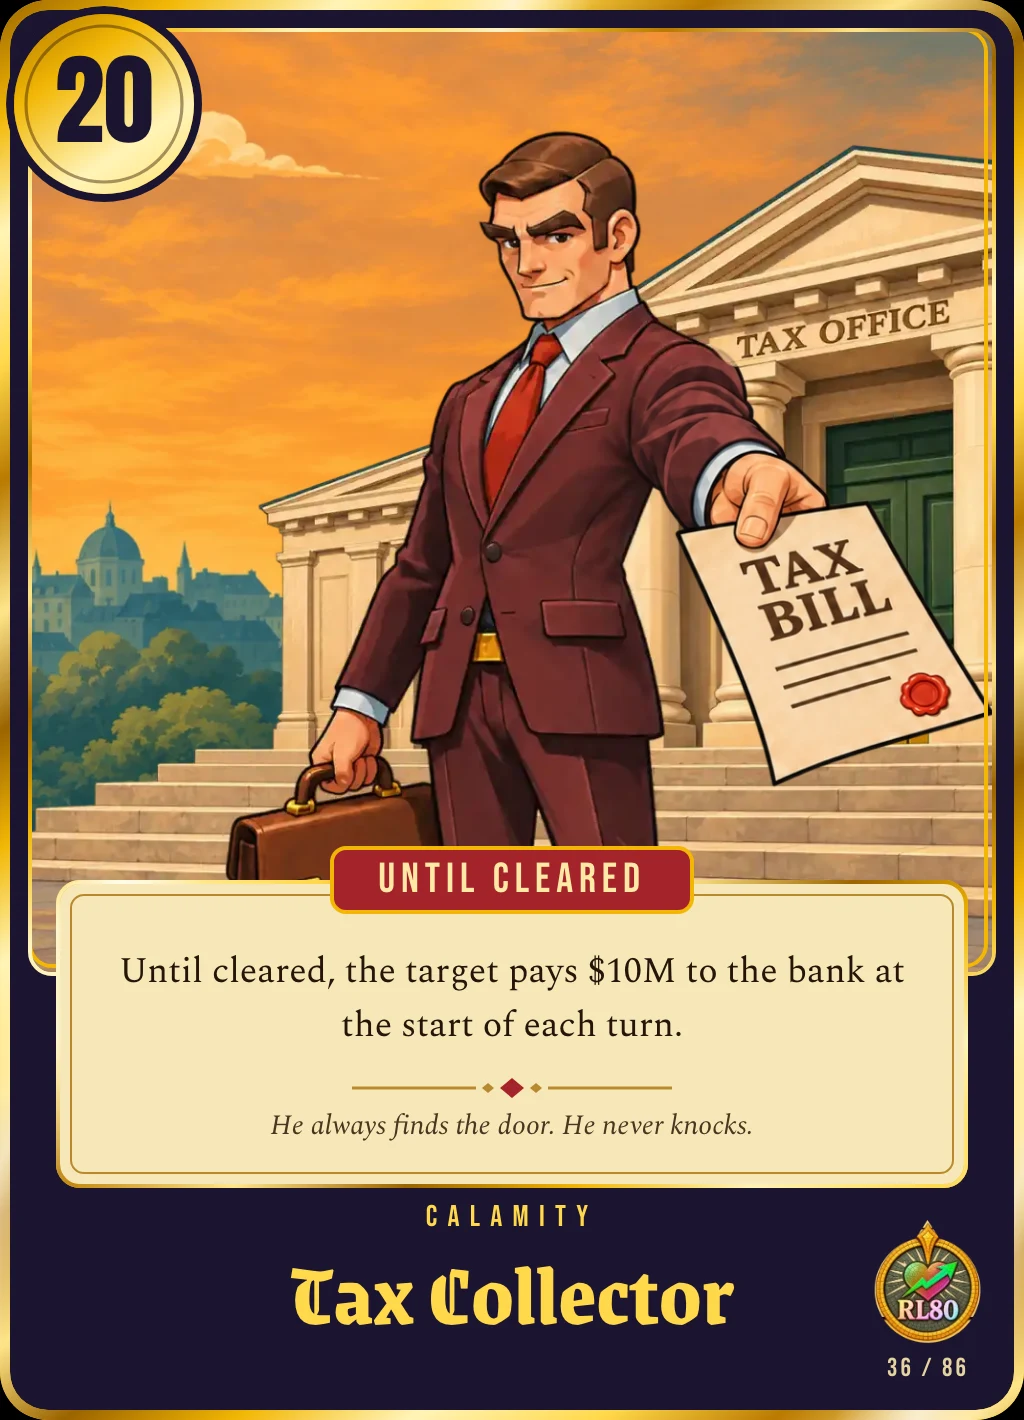 20
TAX OFFICE
TAX
BILL
UNTIL CLEARED
Until cleared, the target pays $10M to the bank at
the start of each turn.
He always finds the door. He never knocks.
CALAMITY
Tax Collector
RL80
36 / 86